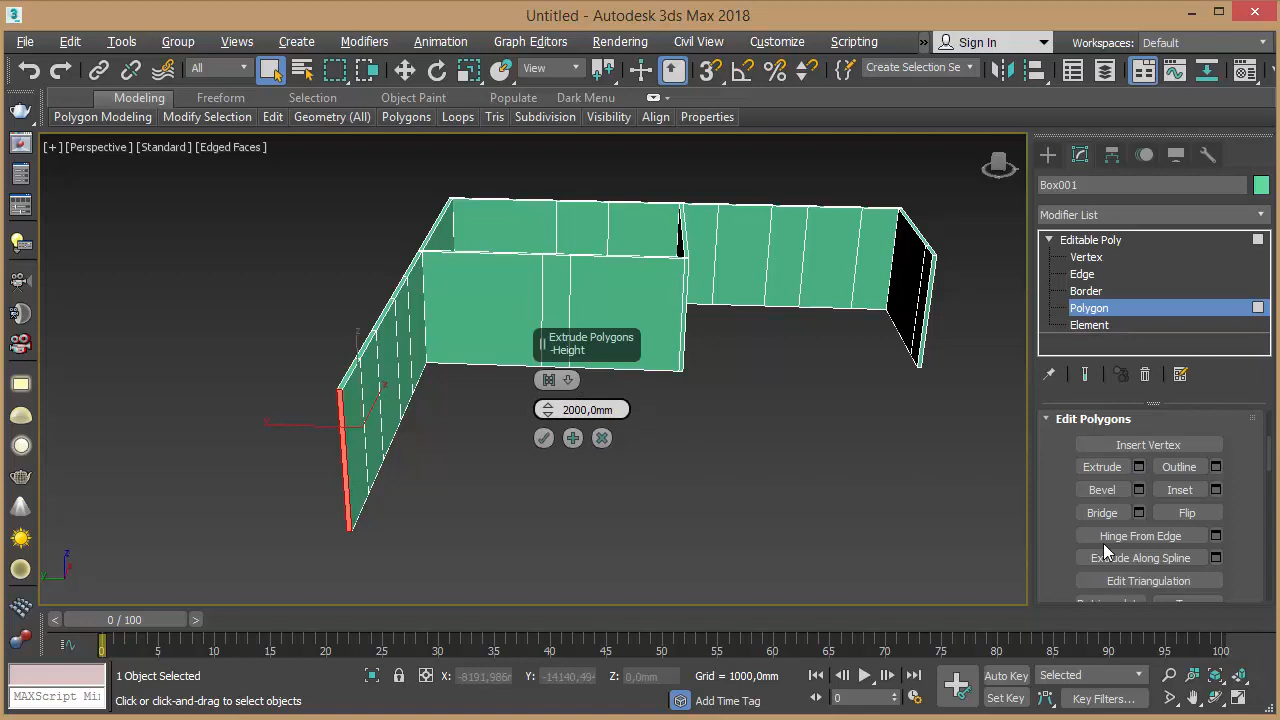 Untitled - Autodesk 3ds Max 2018
File Edit Tools Group Views Create Modifiers Animation Graph Editors Rendering Civil View Customize Scripting » Sign In Workspaces: Default
All View Create Selection Se
Modeling Freeform Selection Object Paint Populate Dark Menu
Polygon Modeling Modify Selection Edit Geometry (All) Polygons Loops Tris Subdivision Visibility Align Properties
[+] [Perspective] [Standard] [Edged Faces]
Box001
Modifier List
Editable Poly
Vertex
Edge
Border
Polygon
Element
Extrude Polygons
-Height
2000,0mm
Edit Polygons
Insert Vertex
Extrude Outline
Bevel Inset
Bridge Flip
Hinge From Edge
Extrude Along Spline
Edit Triangulation
< 0 / 100 >
0 5 10 15 20 25 30 35 40 45 50 55 60 65 70 75 80 85 90 95 100
1 Object Selected X: -8191,986 Y: -14140,49 Z: 0,0mm Grid = 1000,0mm Auto Key Selected
MAXScript Mi Click or click-and-drag to select objects Add Time Tag 0 Set Key Key Filters...